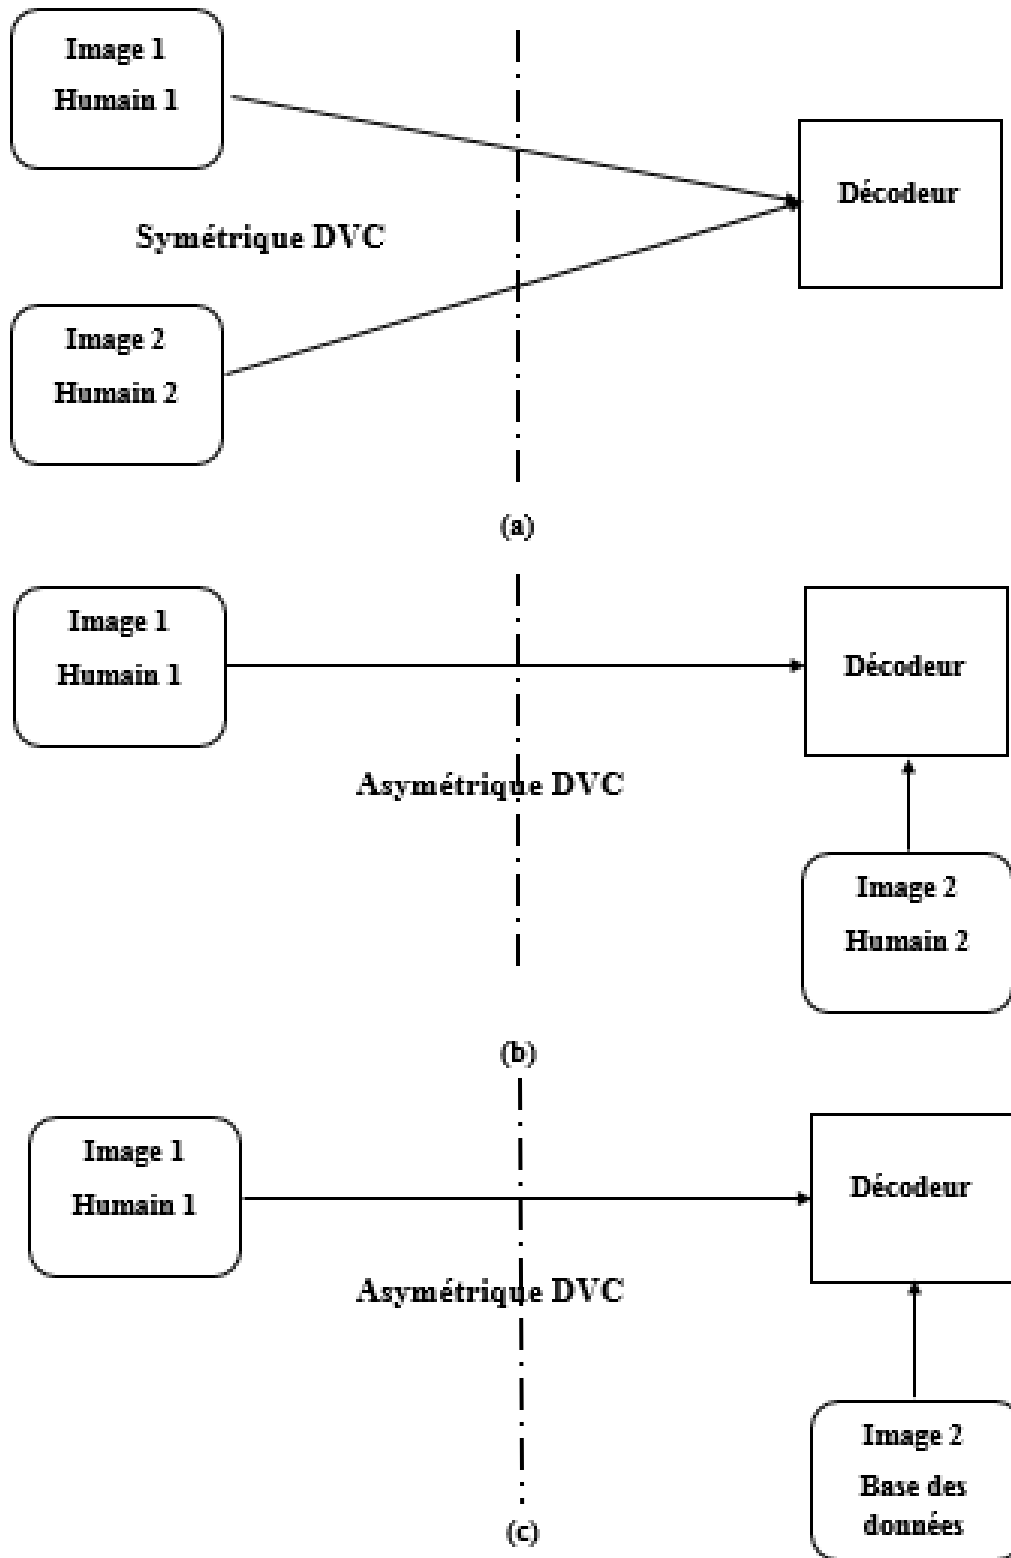 Image 1
Humain 1
Décodeur
Symétrique DVC
Image 2
Humain 2
(a)
Image 1
Humain 1
Décodeur
Asymétrique DVC
Image 2
Humain 2
(b)
Image 1
Humain 1
Décodeur
Asymétrique DVC
Image 2
Base des
données
(c)